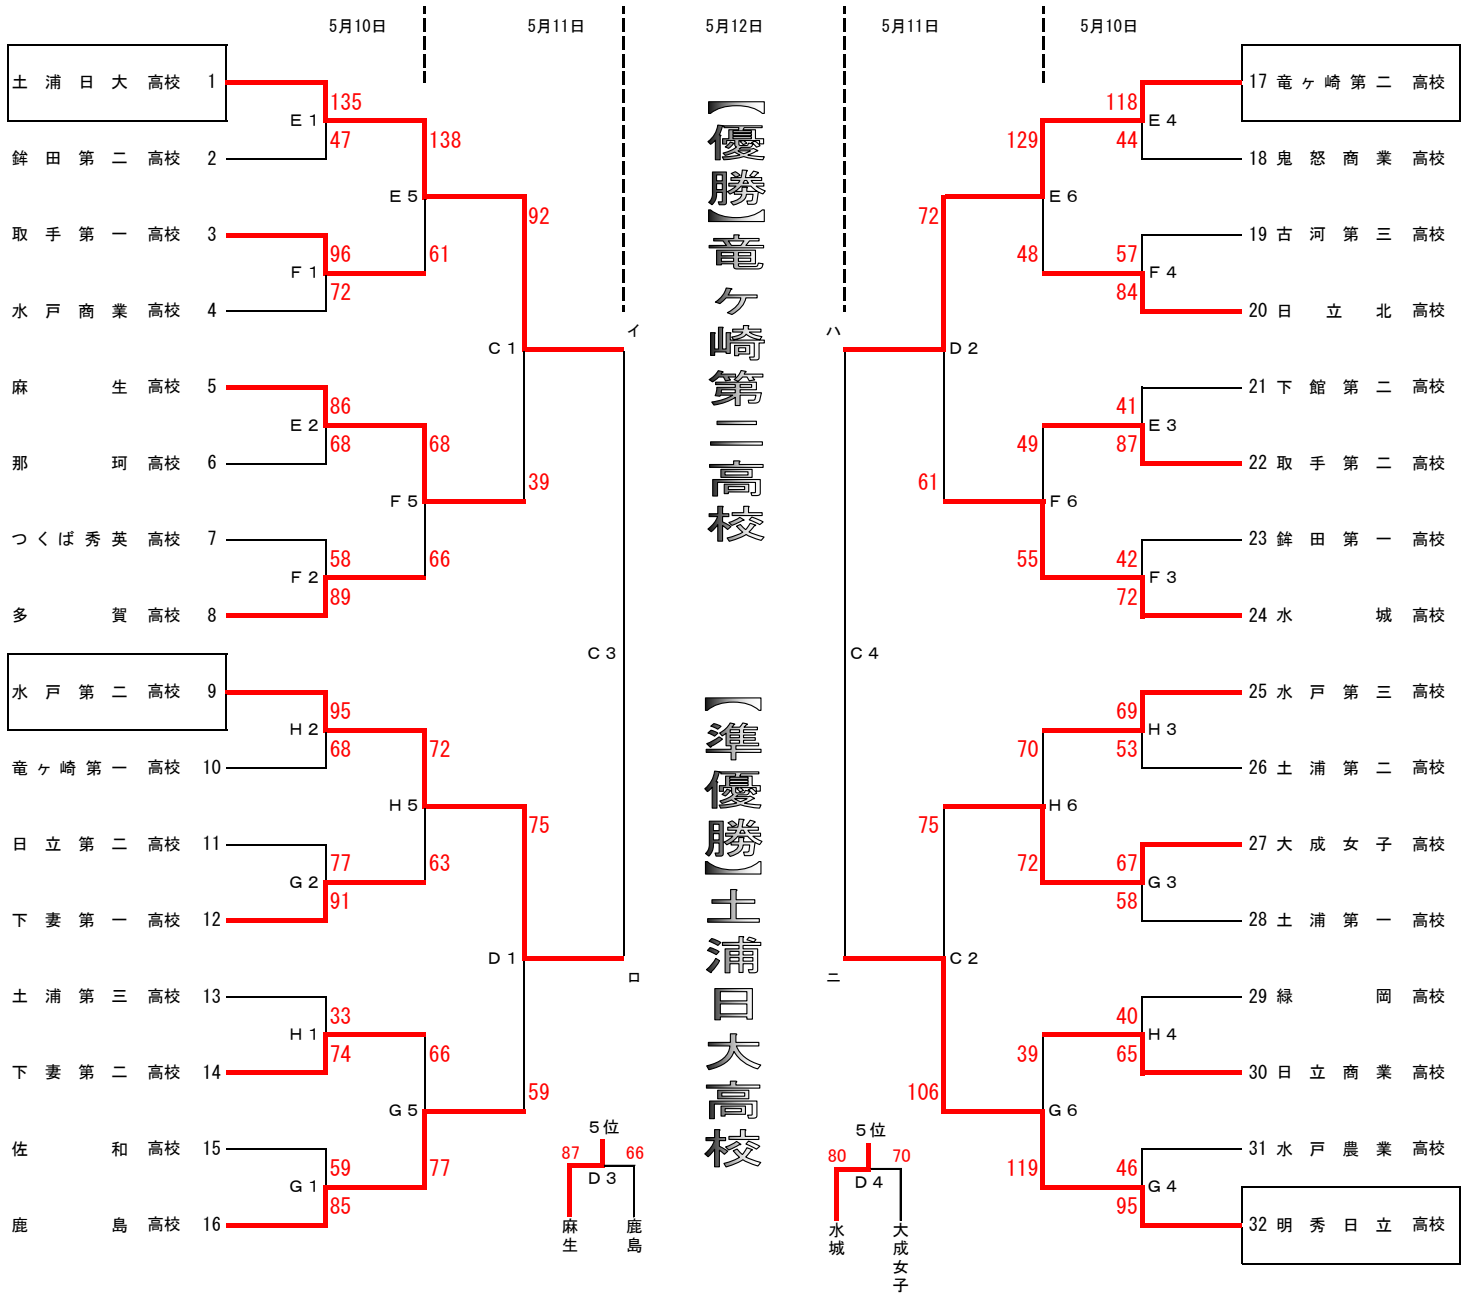 5月10日
5月11日
5月12日
5月11日
5月10日
土浦日大 高校 1
鉾田第二 高校 2
取手第一 高校 3
水戸商業 高校 4
麻生 高校 5
那珂 高校 6
つくば秀英 高校 7
多賀 高校 8
水戸第二 高校 9
竜ヶ崎第一 高校 10
日立第二 高校 11
下妻第一 高校 12
土浦第三 高校 13
下妻第二 高校 14
佐和 高校 15
鹿島 高校 16
E1
135
47
F1
96
72
E2
86
68
F2
58
89
H2
95
68
G2
77
91
H1
33
74
G1
59
85
E5
138
61
F5
68
66
H5
72
63
G5
66
77
C1
92
39
D1
75
59
イ
ロ
C3
【優勝】竜ヶ崎第二高校
【準優勝】土浦日大高校
ハ
ニ
C4
D2
72
61
C2
75
106
E6
129
48
F6
49
55
H6
70
72
G6
39
119
E4
118
44
F4
57
84
E3
41
87
F3
42
72
H3
69
53
G3
67
58
H4
40
65
G4
46
95
17 竜ヶ崎第二 高校
18 鬼怒商業 高校
19 古河第三 高校
20 日立北 高校
21 下館第二 高校
22 取手第二 高校
23 鉾田第一 高校
24 水城 高校
25 水戸第三 高校
26 土浦第二 高校
27 大成女子 高校
28 土浦第一 高校
29 緑岡 高校
30 日立商業 高校
31 水戸農業 高校
32 明秀日立 高校
5位
87
66
D3
麻生
鹿島
5位
80
70
D4
水城
大成女子